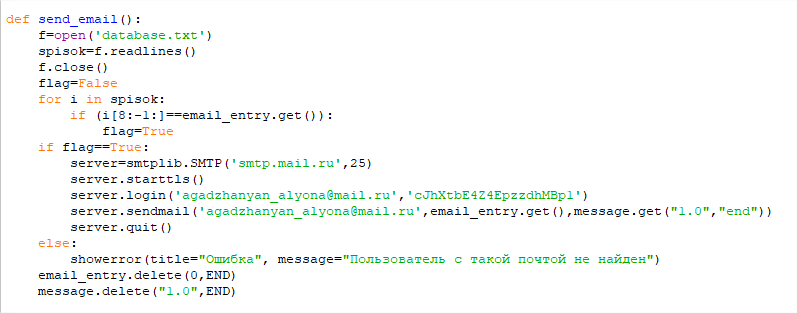 def send_email():
    f=open('database.txt')
    spisok=f.readlines()
    f.close()
    flag=False
    for i in spisok:
        if (i[8:-1:]==email_entry.get()):
            flag=True
    if flag==True:
        server=smtplib.SMTP('smtp.mail.ru',25)
        server.starttls()
        server.login('agadzhanyan_alyona@mail.ru','cJhXtbE4Z4EpzzdhMBp1')
        server.sendmail('agadzhanyan_alyona@mail.ru',email_entry.get(),message.get("1.0","end"))
        server.quit()
    else:
        showerror(title="Ошибка", message="Пользователь с такой почтой не найден")
    email_entry.delete(0,END)
    message.delete("1.0",END)